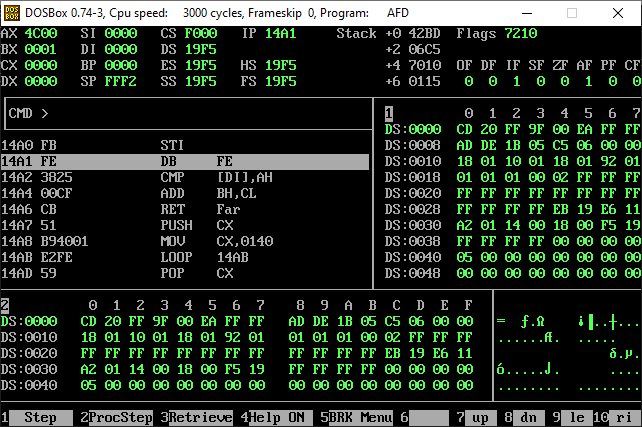 DOSBox 0.74-3, Cpu speed: 3000 cycles, Frameskip 0, Program: AFD
AX 4C00 SI 0000 CS F000 IP 14A1 Stack +0 42BD Flags 7210
BX 0001 DI 0000 DS 19F5 +2 06C5
CX 0000 BP 0000 ES 19F5 HS 19F5 +4 7010 OF DF IF SF ZF AF PF CF
DX 0000 SP FFF2 SS 19F5 FS 19F5 +6 0115 0 0 1 0 0 1 0 0
CMD >
14A0 FB STI
14A1 FE DB FE
14A2 3825 CMP [DI],AH
14A4 00CF ADD BH,CL
14A6 CB RET Far
14A7 51 PUSH CX
14A8 B94001 MOV CX,0140
14AB E2FE LOOP 14AB
14AD 59 POP CX
1 0 1 2 3 4 5 6 7
DS:0000 CD 20 FF 9F 00 EA FF FF
DS:0008 AD DE 1B 05 C5 06 00 00
DS:0010 18 01 10 01 18 01 92 01
DS:0018 01 01 01 00 02 FF FF FF
DS:0020 FF FF FF FF FF FF FF FF
DS:0028 FF FF FF FF EB 19 E6 11
DS:0030 A2 01 14 00 18 00 F5 19
DS:0038 FF FF FF FF 00 00 00 00
DS:0040 05 00 00 00 00 00 00 00
DS:0048 00 00 00 00 00 00 00 00
2 0 1 2 3 4 5 6 7 8 9 A B C D E F
DS:0000 CD 20 FF 9F 00 EA FF FF AD DE 1B 05 C5 06 00 00 = ƒ.Ω ¡▐..┼...
DS:0010 18 01 10 01 18 01 92 01 01 01 01 00 02 FF FF FF ......Æ.....
DS:0020 FF FF FF FF FF FF FF FF FF FF FF FF EB 19 E6 11 δ.µ.
DS:0030 A2 01 14 00 18 00 F5 19 FF FF FF FF 00 00 00 00 ó.....⌡. ....
DS:0040 05 00 00 00 00 00 00 00 00 00 00 00 00 00 00 00 ................
1 Step 2 ProcStep 3 Retrieve 4 Help ON 5 BRK Menu 6 7 up 8 dn 9 le 10 ri